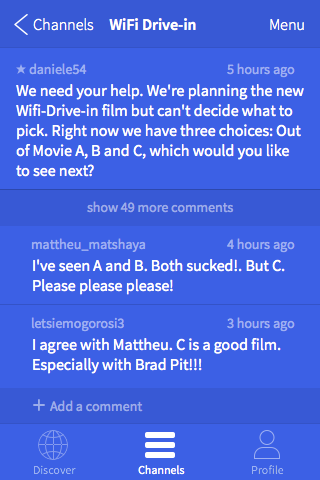 Channels WiFi Drive-in Menu
★ daniele54 5 hours ago
We need your help. We're planning the new
Wifi-Drive-in film but can't decide what to
pick. Right now we have three choices: Out
of Movie A, B and C, which would you like
to see next?
show 49 more comments
mattheu_matshaya 4 hours ago
I've seen A and B. Both sucked!. But C.
Please please please!
letsiemogorosi3 3 hours ago
I agree with Mattheu. C is a good film.
Especially with Brad Pit!!!
+ Add a comment
Discover Channels Profile